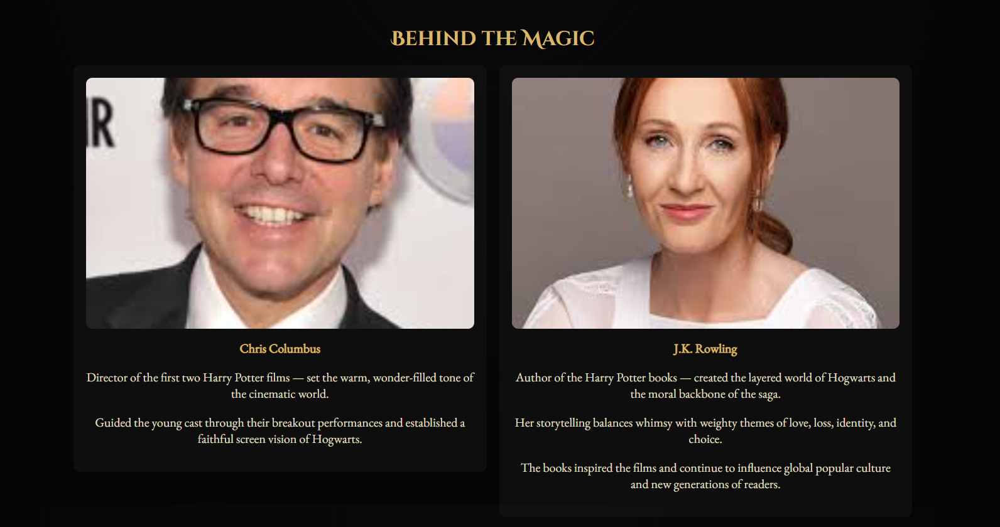 Behind the Magic
IR
Chris Columbus
Director of the first two Harry Potter films — set the warm, wonder-filled tone of
the cinematic world.
Guided the young cast through their breakout performances and established a
faithful screen vision of Hogwarts.
J.K. Rowling
Author of the Harry Potter books — created the layered world of Hogwarts and
the moral backbone of the saga.
Her storytelling balances whimsy with weighty themes of love, loss, identity, and
choice.
The books inspired the films and continue to influence global popular culture
and new generations of readers.